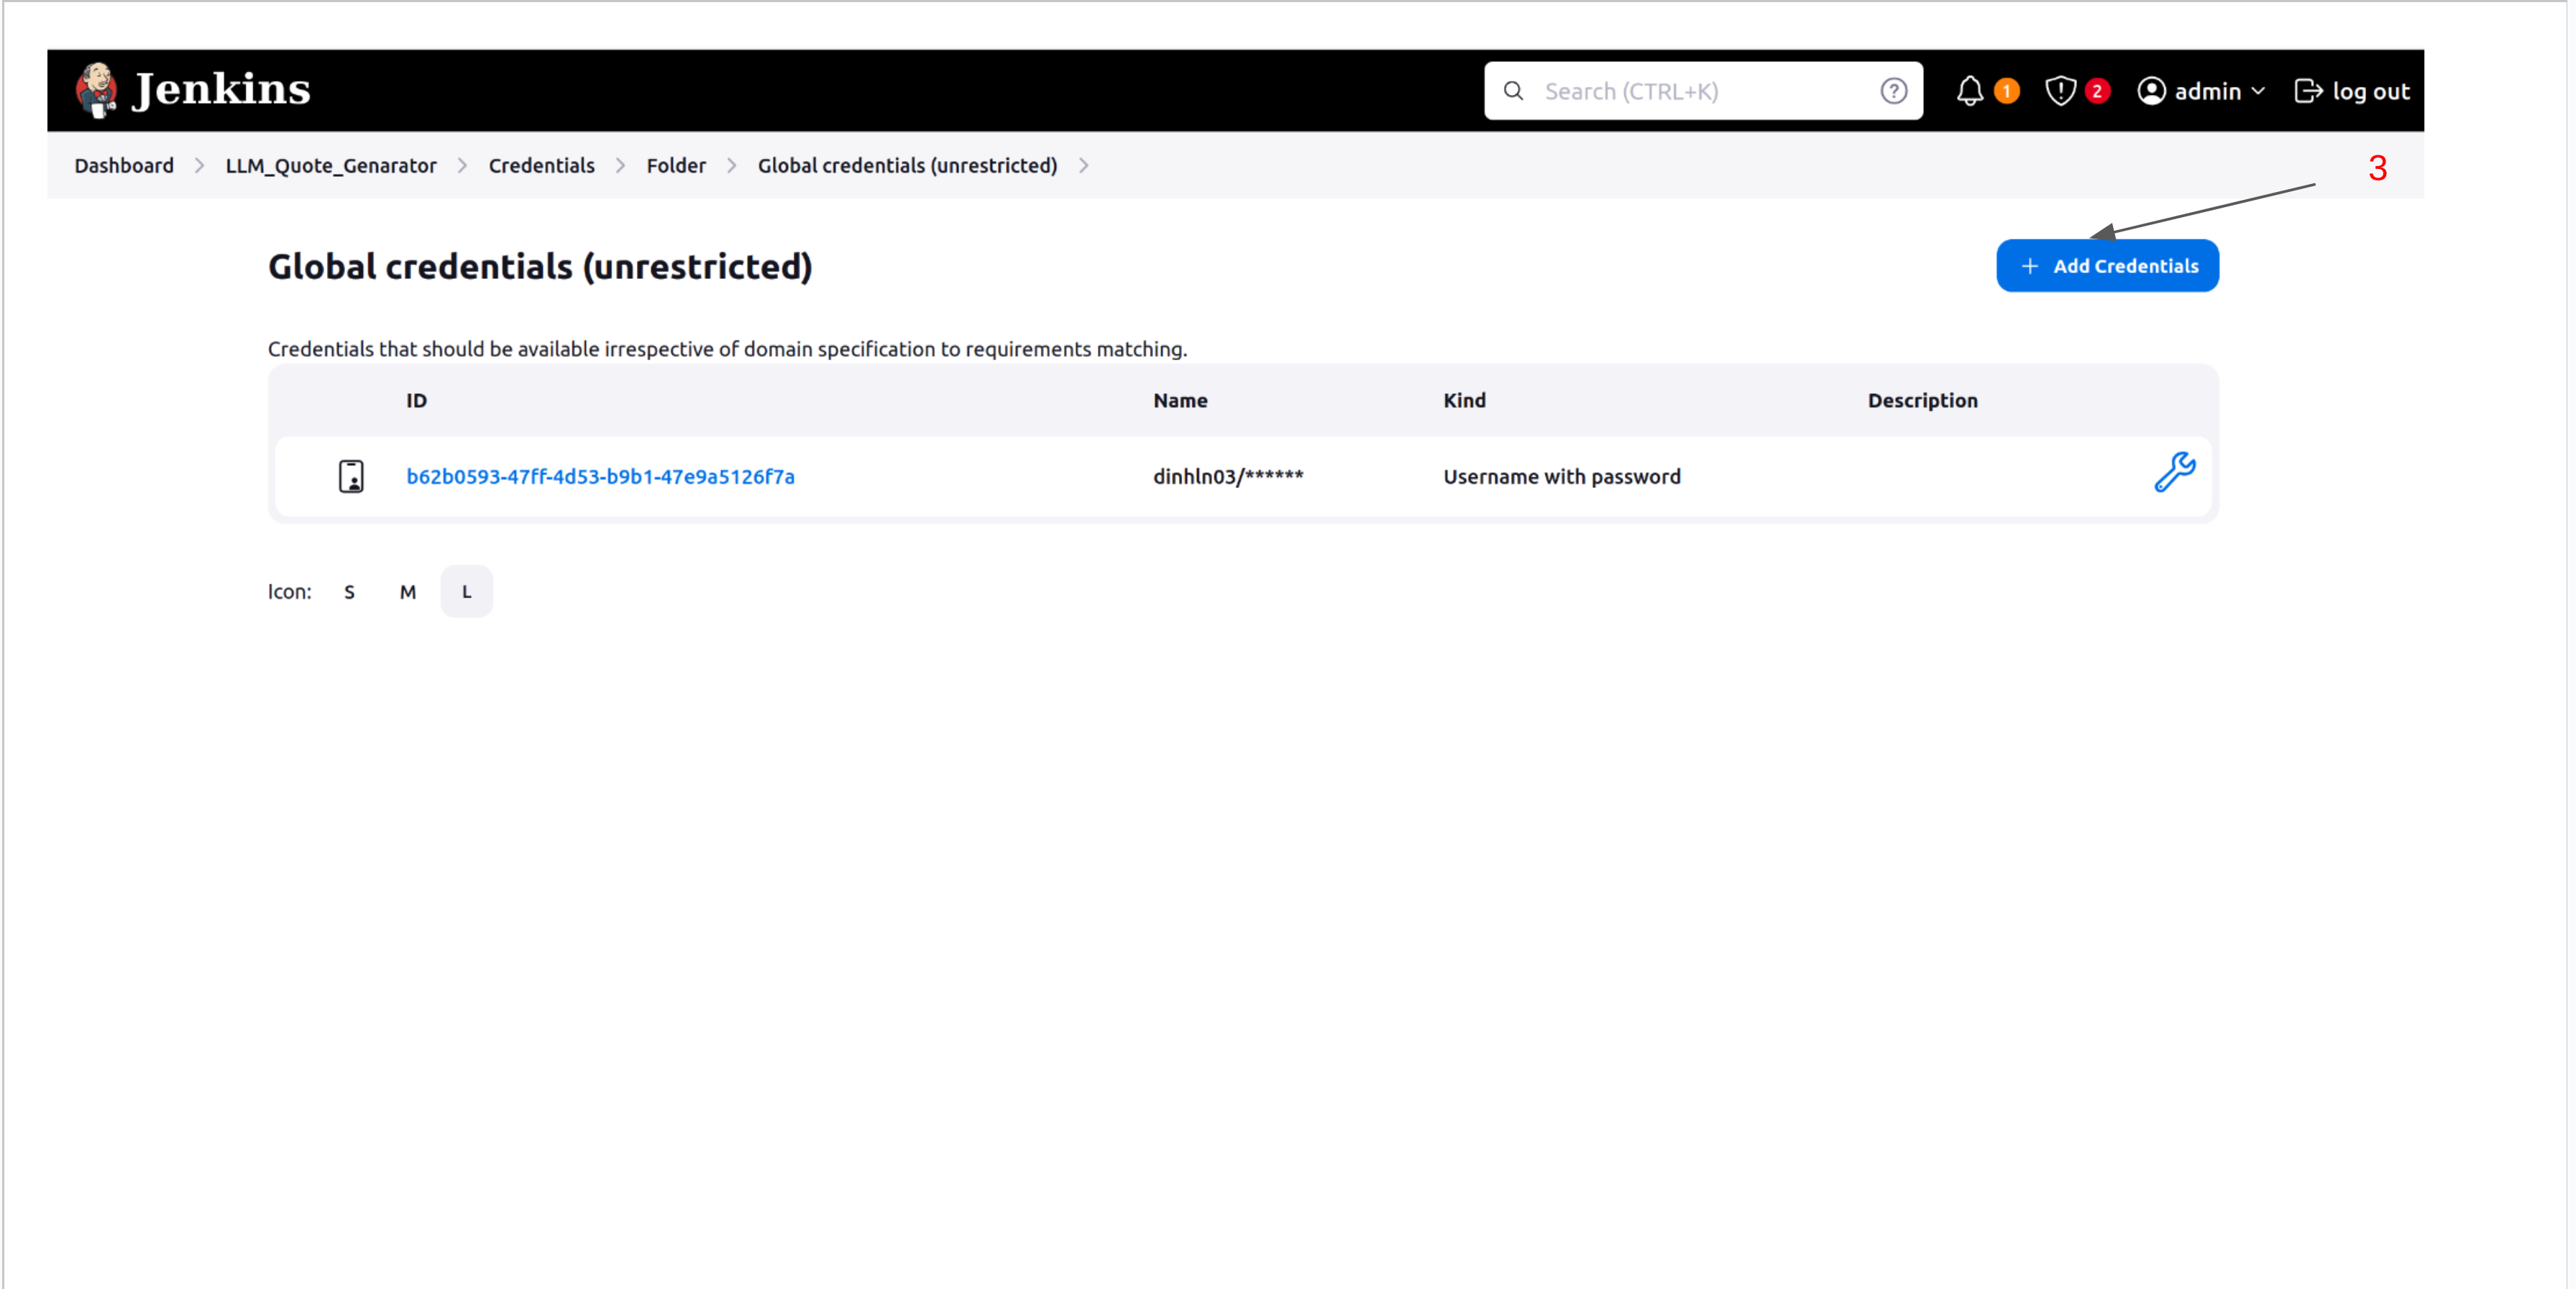 Jenkins
Search (CTRL+K)
?
1
2
admin
log out
Dashboard > LLM_Quote_Genarator > Credentials > Folder > Global credentials (unrestricted) >
3
Global credentials (unrestricted)
+ Add Credentials
Credentials that should be available irrespective of domain specification to requirements matching.
ID Name Kind Description
b62b0593-47ff-4d53-b9b1-47e9a5126f7a dinhln03/****** Username with password
Icon: S M L